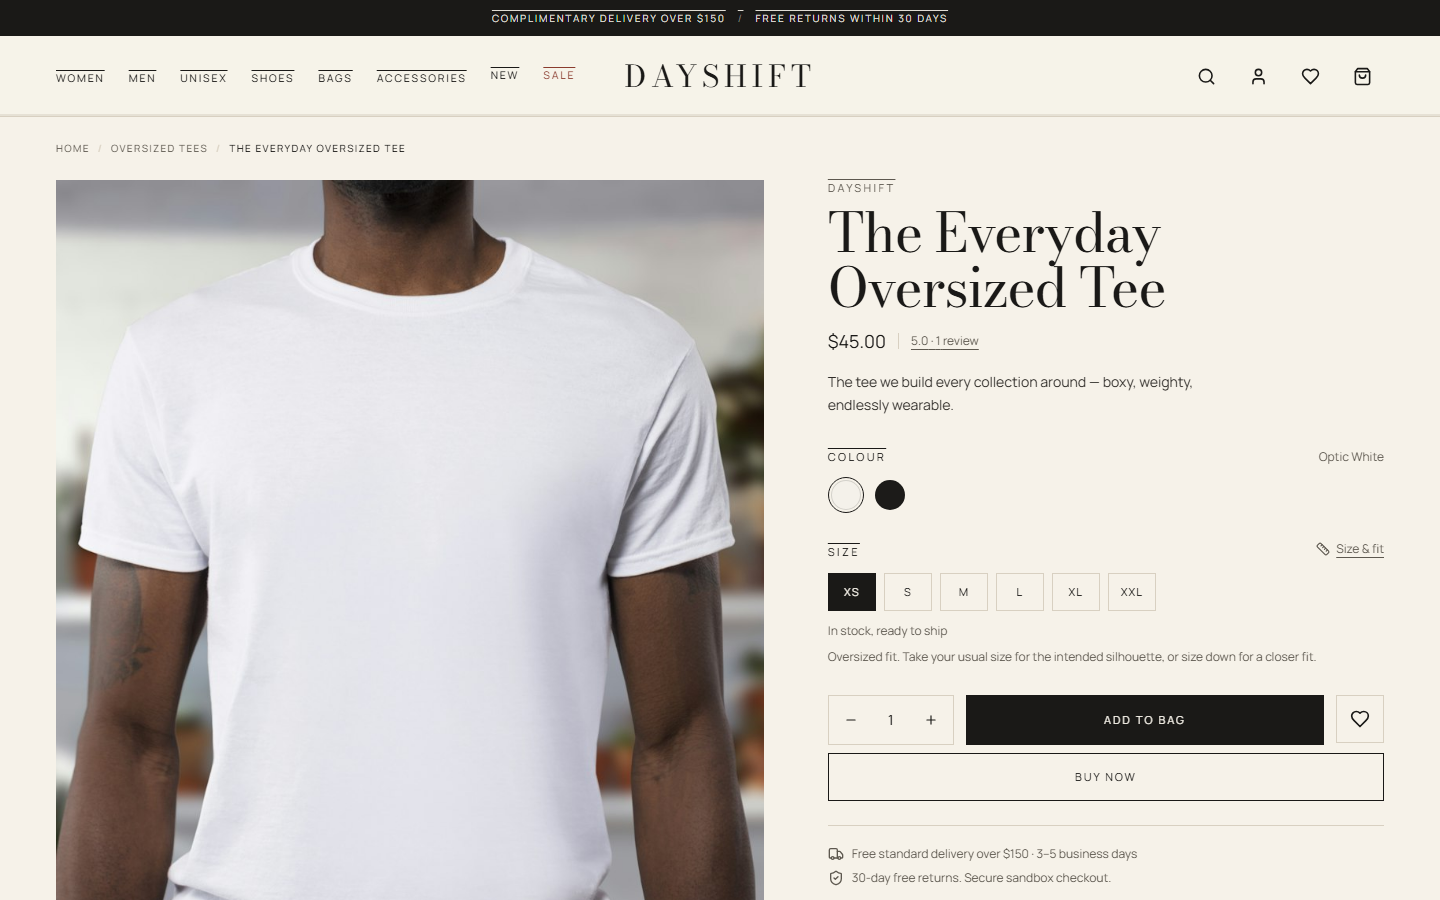 COMPLIMENTARY DELIVERY OVER $150 / FREE RETURNS WITHIN 30 DAYS
WOMEN MEN UNISEX SHOES BAGS ACCESSORIES NEW SALE DAYSHIFT
HOME / OVERSIZED TEES / THE EVERYDAY OVERSIZED TEE
DAYSHIFT
The Everyday
Oversized Tee
$45.00 5.0 · 1 review
The tee we build every collection around — boxy, weighty,
endlessly wearable.
COLOUR Optic White
SIZE Size & fit
XS S M L XL XXL
In stock, ready to ship
Oversized fit. Take your usual size for the intended silhouette, or size down for a closer fit.
− 1 + ADD TO BAG
BUY NOW
Free standard delivery over $150 · 3–5 business days
30-day free returns. Secure sandbox checkout.